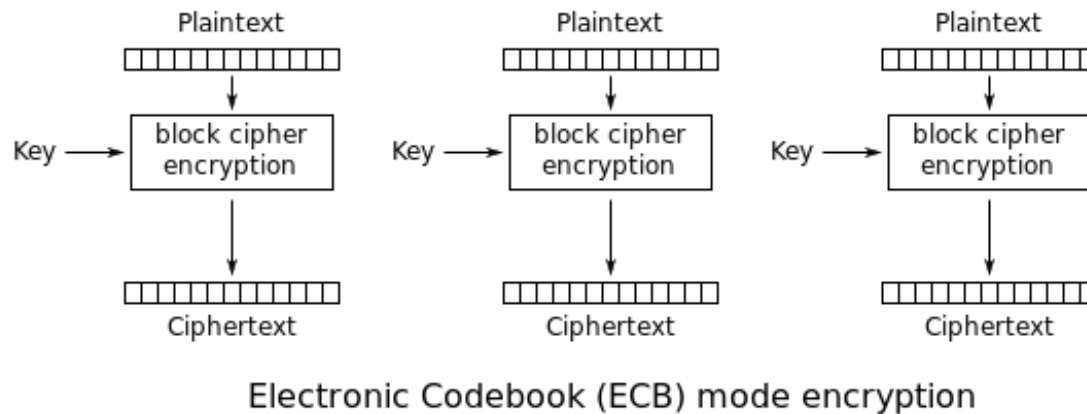 Plaintext
Plaintext
Plaintext
Key
block cipher
encryption
Key
block cipher
encryption
Key
block cipher
encryption
Ciphertext
Ciphertext
Ciphertext
Electronic Codebook (ECB) mode encryption